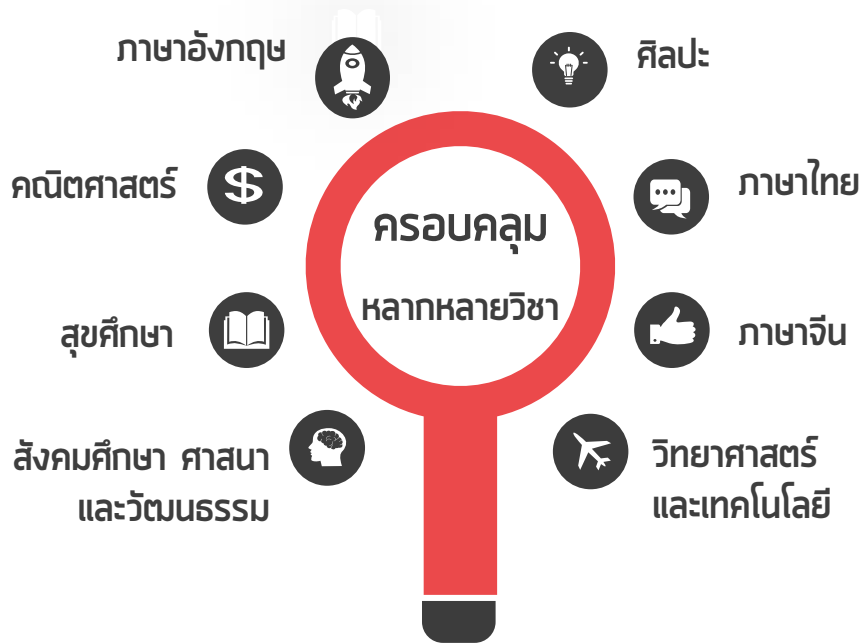 ภาษาอังกฤษ
ศิลปะ
คณิตศาสตร์
$
ภาษาไทย
ครอบคลุม
หลากหลายวิชา
สุขศึกษา
ภาษาจีน
สังคมศึกษา ศาสนา
และวัฒนธรรม
วิทยาศาสตร์
และเทคโนโลยี